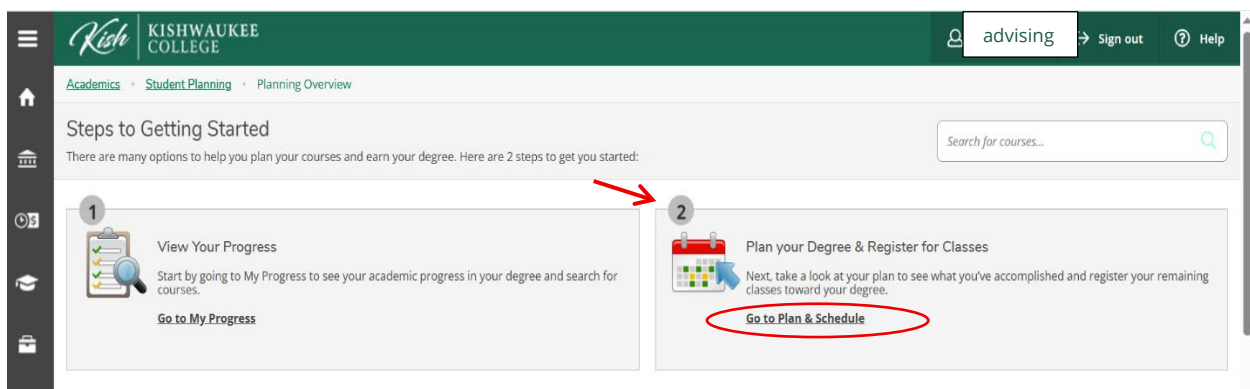 Kish KISHWAUKEE
COLLEGE
advising Sign out ? Help
Academics · Student Planning · Planning Overview
Steps to Getting Started
There are many options to help you plan your courses and earn your degree. Here are 2 steps to get you started:
Search for courses...
1
View Your Progress
Start by going to My Progress to see your academic progress in your degree and search for
courses.
Go to My Progress
2
Plan your Degree & Register for Classes
Next, take a look at your plan to see what you've accomplished and register your remaining
classes toward your degree.
Go to Plan & Schedule